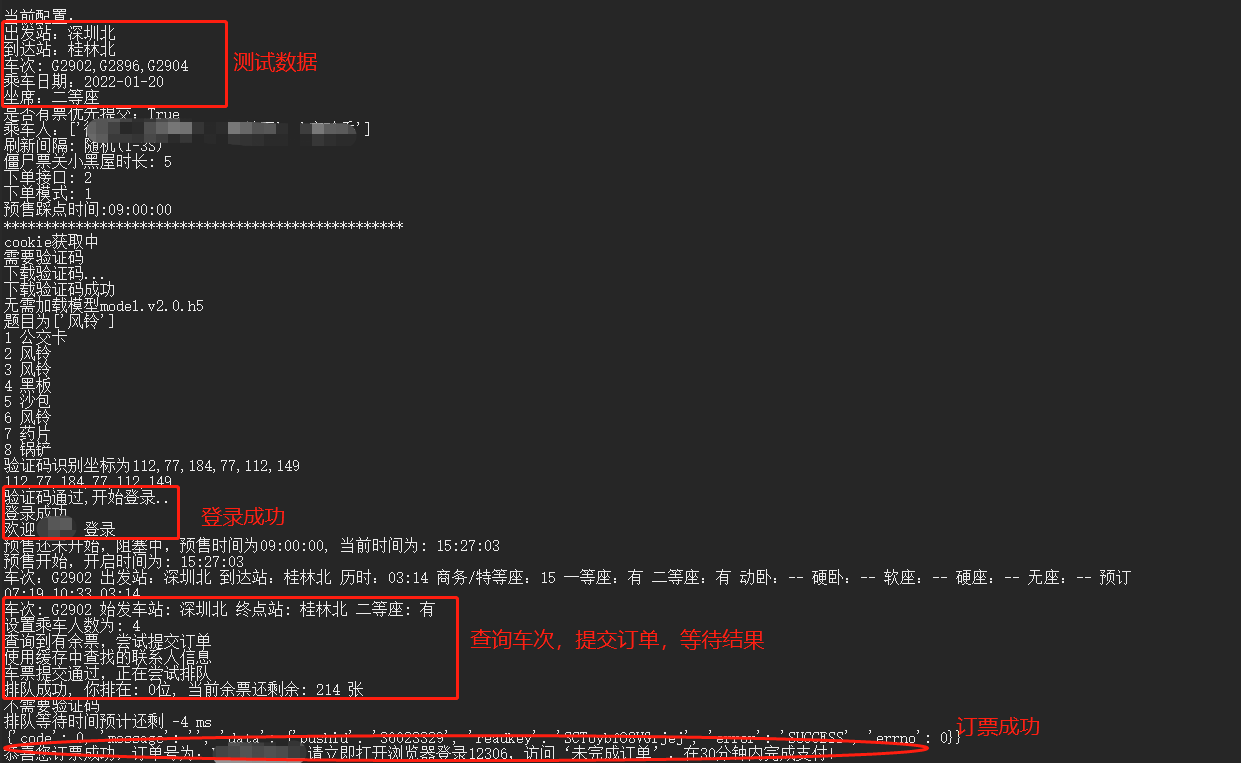 当前配置:
出发站: 深圳北
到达站: 桂林北
车次: G2902,G2896,G2904
乘车日期: 2022-01-20
坐席: 二等座
测试数据
是否有票优先提交: True
乘车人: ['
']
刷新间隔: 随机(1-3S)
僵尸票关小黑屋时长: 5
下单接口: 2
下单模式: 1
预售踩点时间:09:00:00
**************************************************
cookie获取中
需要验证码
下载验证码...
下载验证码成功
无需加载模型model.v2.0.h5
题目为['风铃']
1 公交卡
2 风铃
3 风铃
4 黑板
5 沙包
6 风铃
7 药片
8 锅铲
验证码识别坐标为112,77,184,77,112,149
112,77,184,77,112,149
验证码通过,开始登录..
登录成功
欢迎 登录
登录成功
预售还未开始, 阻塞中, 预售时间为09:00:00, 当前时间为: 15:27:03
预售开始, 开启时间为: 15:27:03
车次: G2902 出发站: 深圳北 到达站: 桂林北 历时: 03:14 商务/特等座: 15 一等座: 有 二等座: 有 动卧: -- 硬卧: -- 软座: -- 硬座: -- 无座: -- 预订
07:19 10:33 03:14
车次: G2902 始发车站: 深圳北 终点站: 桂林北 二等座: 有
设置乘车人数为: 4
查询到有余票, 尝试提交订单
使用缓存中查找的联系人信息
车票提交通过, 正在尝试排队
排队成功, 你排在: 0位, 当前余票还剩余: 214 张
查询车次，提交订单，等待结果
不需要验证码
排队等待时间预计还剩 -4 ms
{'code': 0, 'message': '', 'data': {'pushid': '30023329', 'readkey': 'error': 'SUCCESS', 'errno': 0}}
订票成功
恭喜您订票成功, 订单号为: 请立即打开浏览器登录12306, 访问‘未完成订单’, 在30分钟内完成支付!